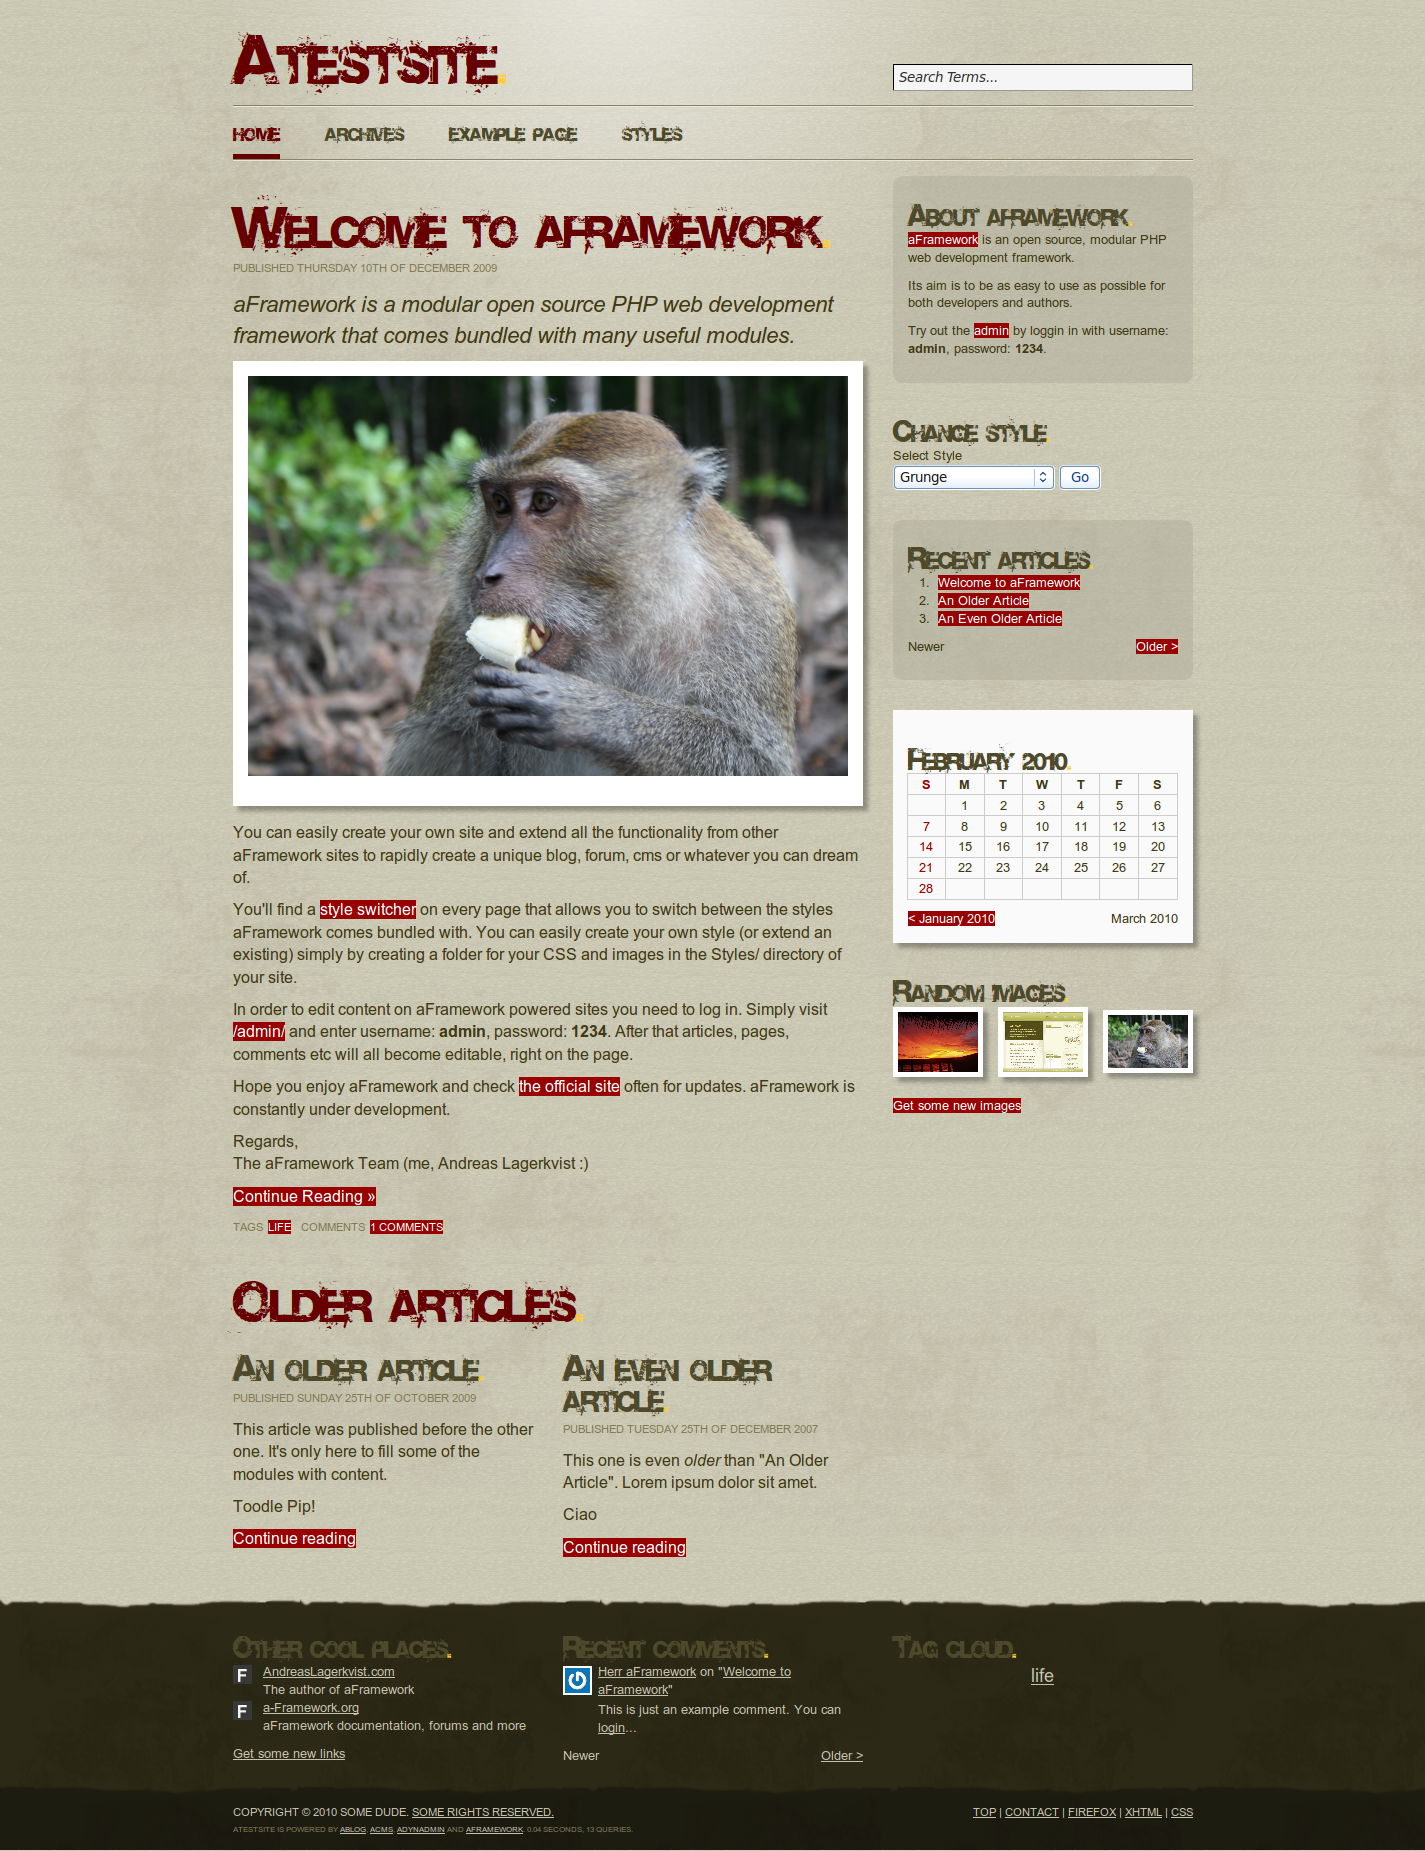 Atestsite.
Search Terms...
Home Archives Example page Styles
Welcome to aframework.
PUBLISHED THURSDAY 10TH OF DECEMBER 2009
aFramework is a modular open source PHP web development
framework that comes bundled with many useful modules.
You can easily create your own site and extend all the functionality from other
aFramework sites to rapidly create a unique blog, forum, cms or whatever you can dream
of.
You'll find a style switcher on every page that allows you to switch between the styles
aFramework comes bundled with. You can easily create your own style (or extend an
existing) simply by creating a folder for your CSS and images in the Styles/ directory of
your site.
In order to edit content on aFramework powered sites you need to log in. Simply visit
/admin/ and enter username: admin, password: 1234. After that articles, pages,
comments etc will all become editable, right on the page.
Hope you enjoy aFramework and check the official site often for updates. aFramework is
constantly under development.
Regards,
The aFramework Team (me, Andreas Lagerkvist :)
Continue Reading »
TAGS LIFE COMMENTS 1 COMMENTS
Older articles.
An older article.
PUBLISHED SUNDAY 25TH OF OCTOBER 2009
This article was published before the other
one. It's only here to fill some of the
modules with content.
Toodle Pip!
Continue reading
An even older
article.
PUBLISHED TUESDAY 25TH OF DECEMBER 2007
This one is even older than "An Older
Article". Lorem ipsum dolor sit amet.
Ciao
Continue reading
About aframework.
aFramework is an open source, modular PHP
web development framework.
Its aim is to be as easy to use as possible for
both developers and authors.
Try out the admin by loggin in with username:
admin, password: 1234.
Change style.
Select Style
Grunge Go
Recent articles.
1. Welcome to aFramework
2. An Older Article
3. An Even Older Article
Newer Older >
February 2010.
S M T W T F S
1 2 3 4 5 6
7 8 9 10 11 12 13
14 15 16 17 18 19 20
21 22 23 24 25 26 27
28
< January 2010 March 2010
Random images.
Get some new images
Other cool places.
F AndreasLagerkvist.com
The author of aFramework
F a-Framework.org
aFramework documentation, forums and more
Get some new links
Recent comments.
Herr aFramework on "Welcome to
aFramework"
This is just an example comment. You can
login...
Newer Older >
Tag cloud.
life
COPYRIGHT © 2010 SOME DUDE. SOME RIGHTS RESERVED.
TOP | CONTACT | FIREFOX | XHTML | CSS
ATESTSITE IS POWERED BY ABLOG, ACMS, ADYNADMIN AND AFRAMEWORK. 0.04 SECONDS, 13 QUERIES.